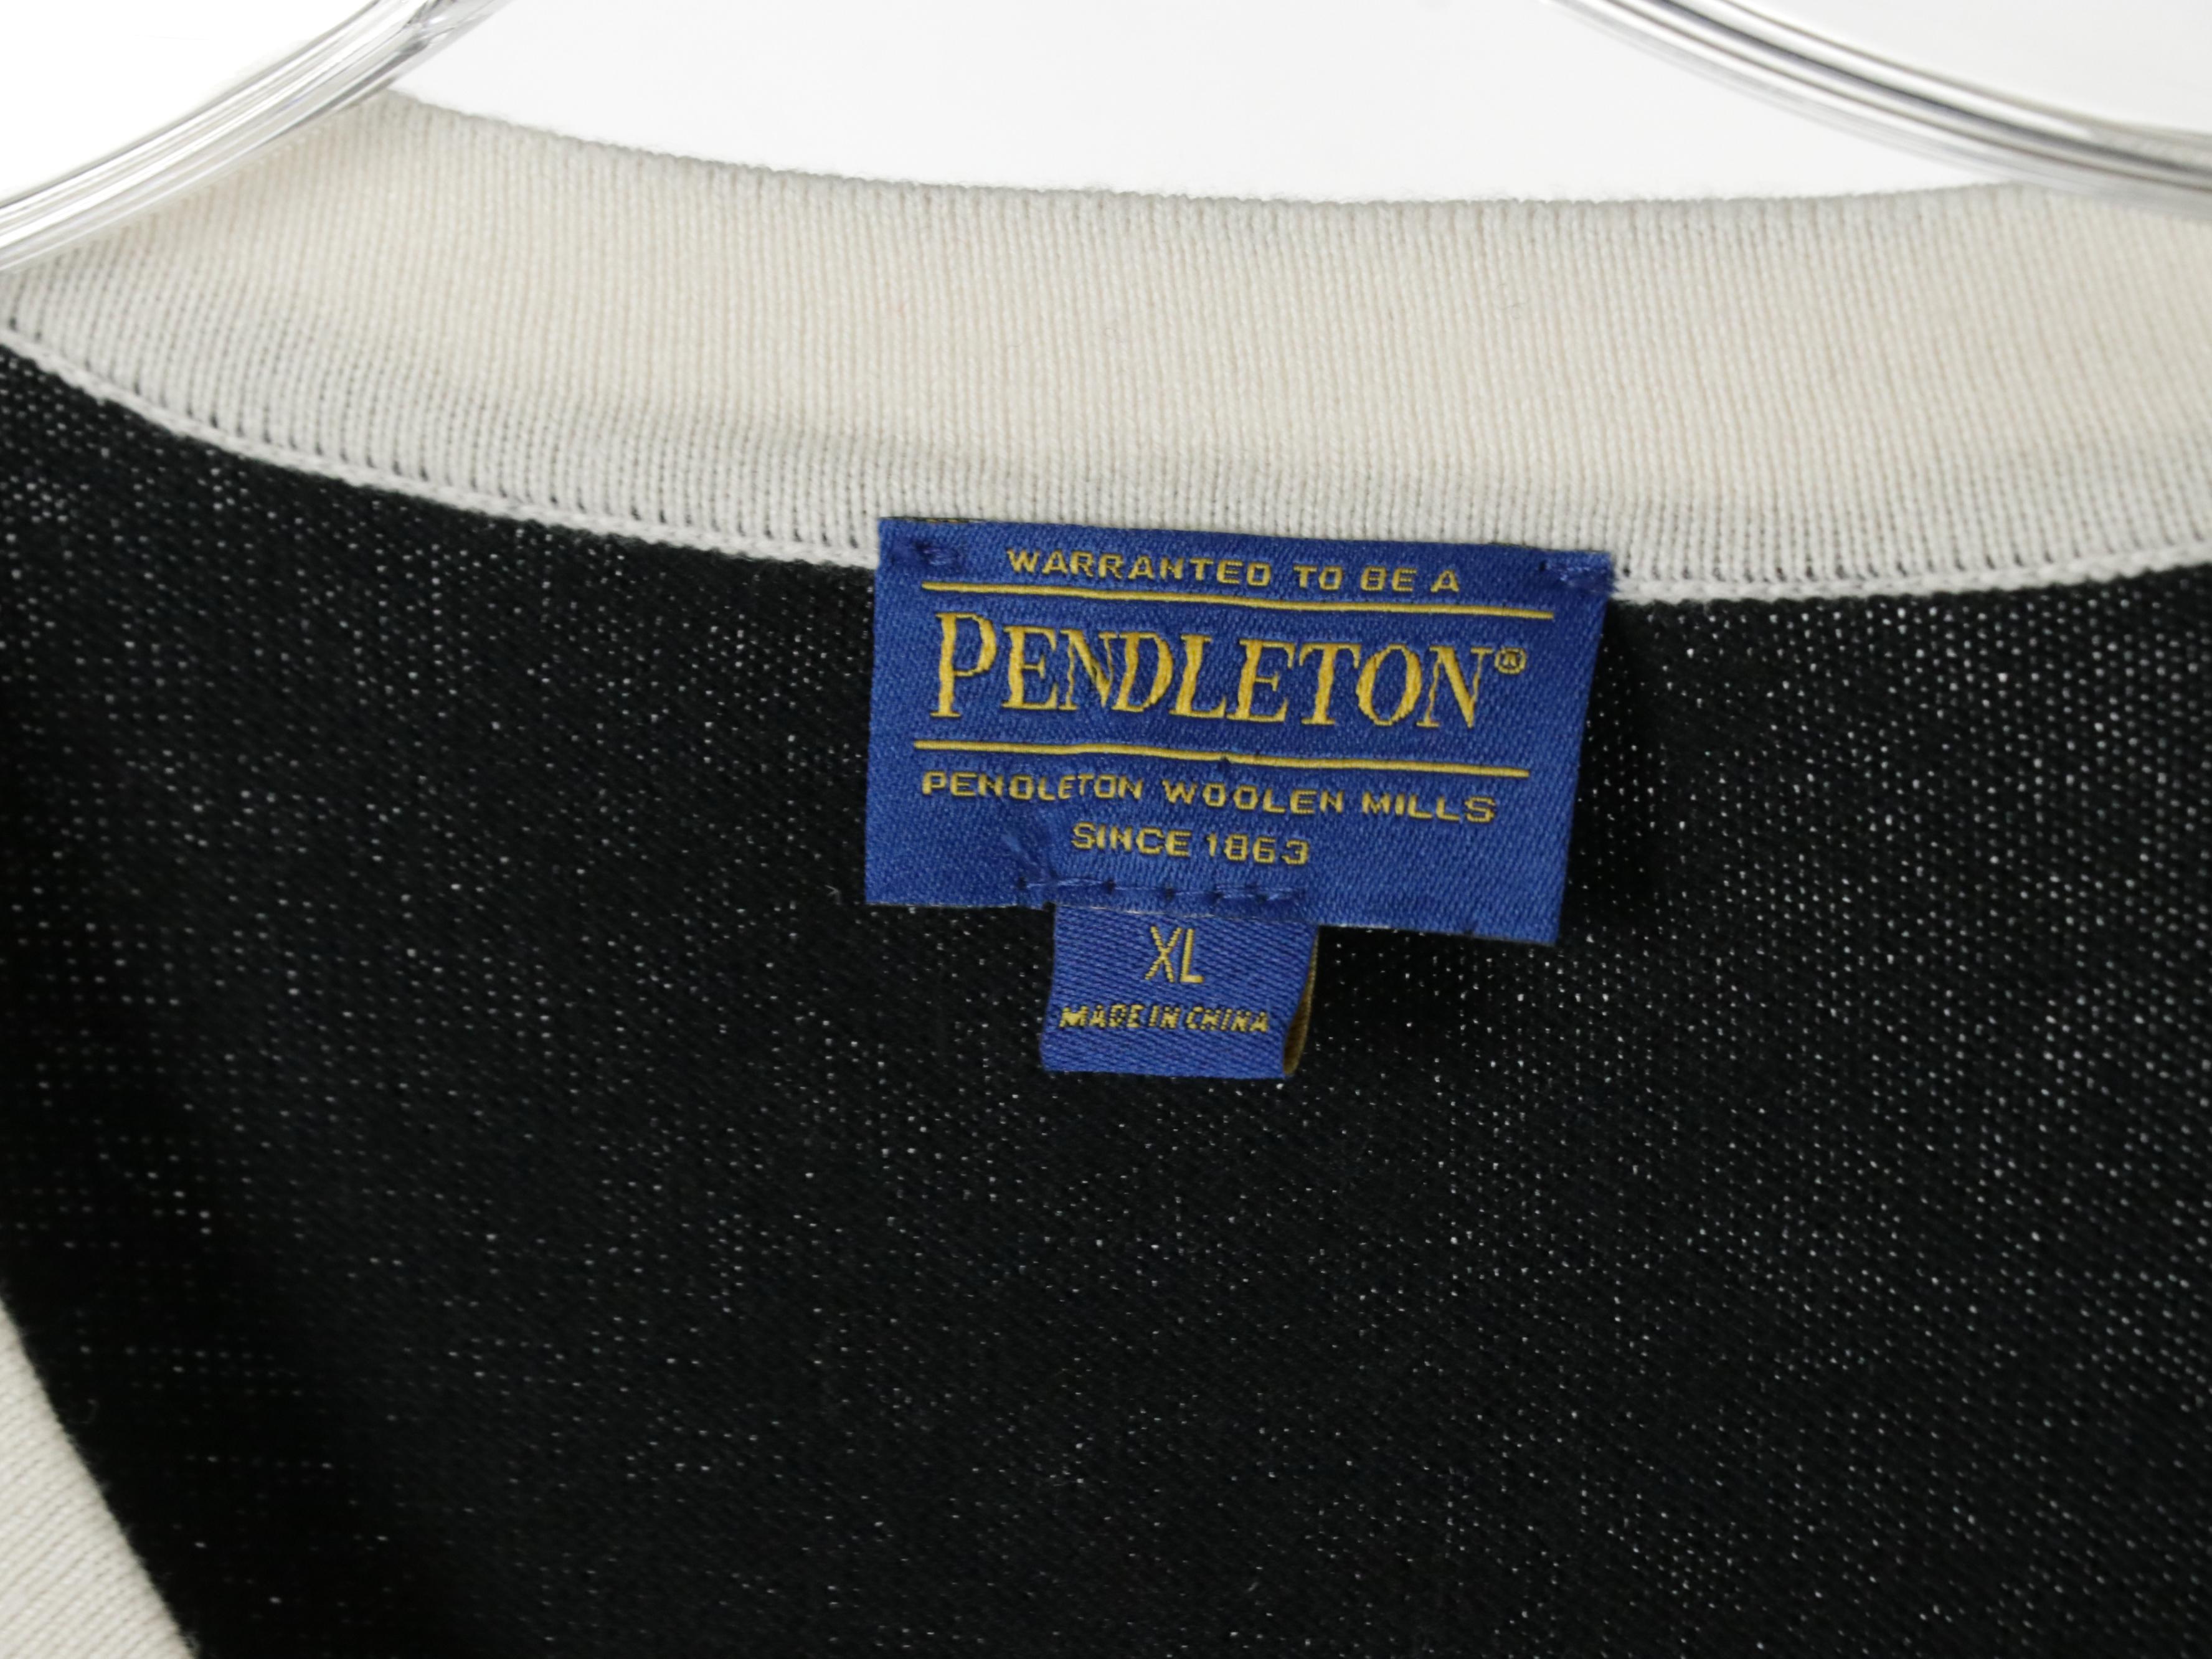 WARRANTED TO BE A
PENDLETON®
PENDLETON WOOLEN MILLS
SINCE 1863
XL
MADE IN CHINA